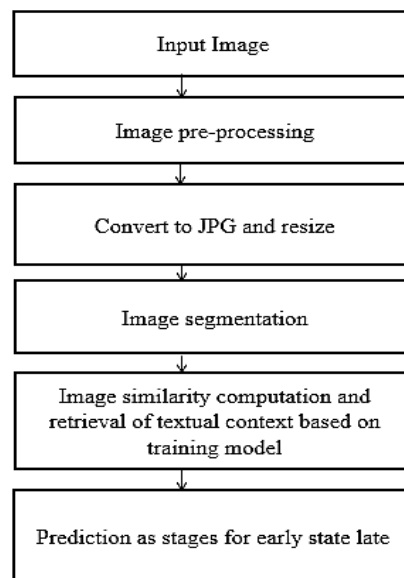 Input Image
Image pre-processing
Convert to JPG and resize
Image segmentation
Image similarity computation and
retrieval of textual context based on
training model
Prediction as stages for early state late